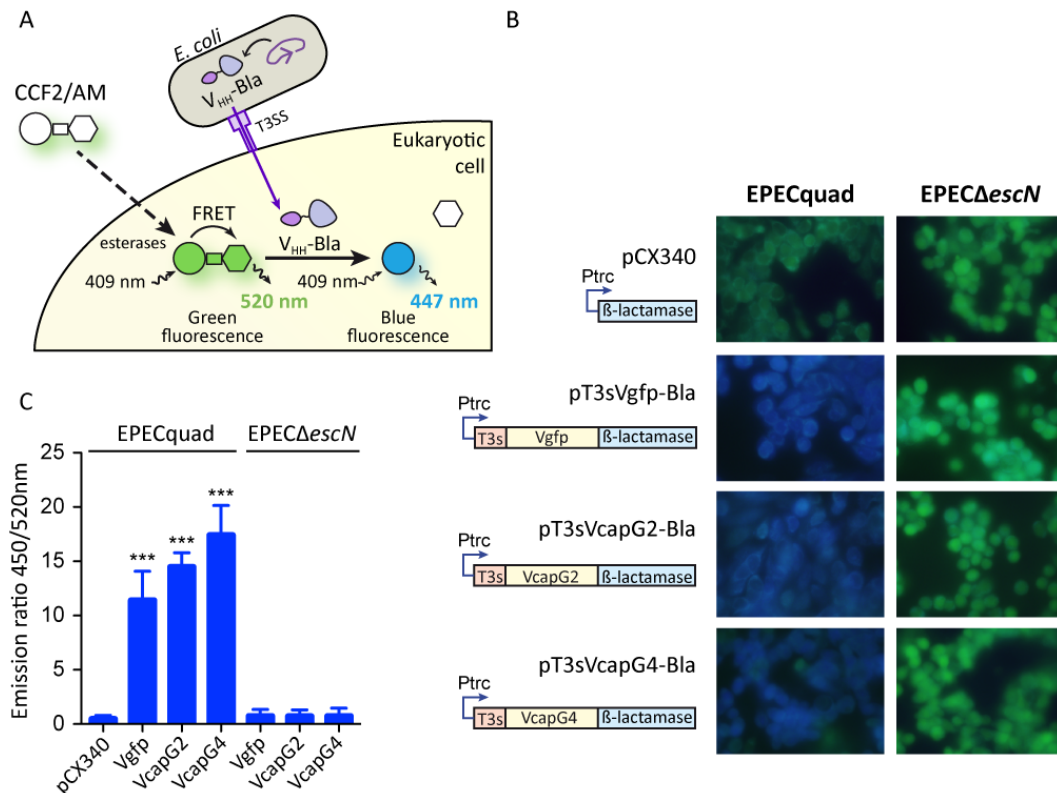 A
E. coli
V_HH-Bla
T3SS
CCF2/AM
Eukaryotic
cell
FRET
esterases
V_HH-Bla
409 nm
409 nm
520 nm
447 nm
Green
fluorescence
Blue
fluorescence
B
EPECquad
EPECΔescN
pCX340
Ptrc
ß-lactamase
pT3sVgfp-Bla
Ptrc
T3s
Vgfp
ß-lactamase
pT3sVcapG2-Bla
Ptrc
T3s
VcapG2
ß-lactamase
pT3sVcapG4-Bla
Ptrc
T3s
VcapG4
ß-lactamase
C
EPECquad
EPECΔescN
Emission ratio 450/520nm
25
20
15
10
5
0
***
***
***
pCX340
Vgfp
VcapG2
VcapG4
Vgfp
VcapG2
VcapG4